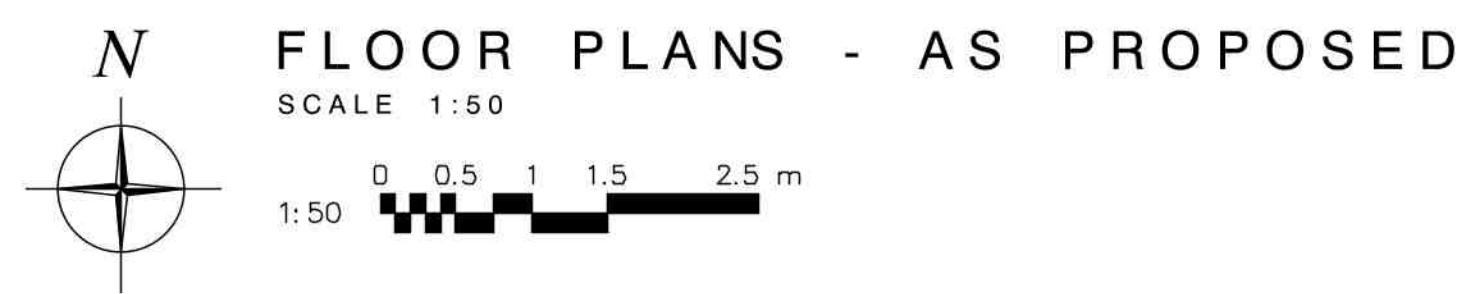 N
FLOOR PLANS - AS PROPOSED
SCALE 1:50
0 0.5 1 1.5 2.5 m
1:50